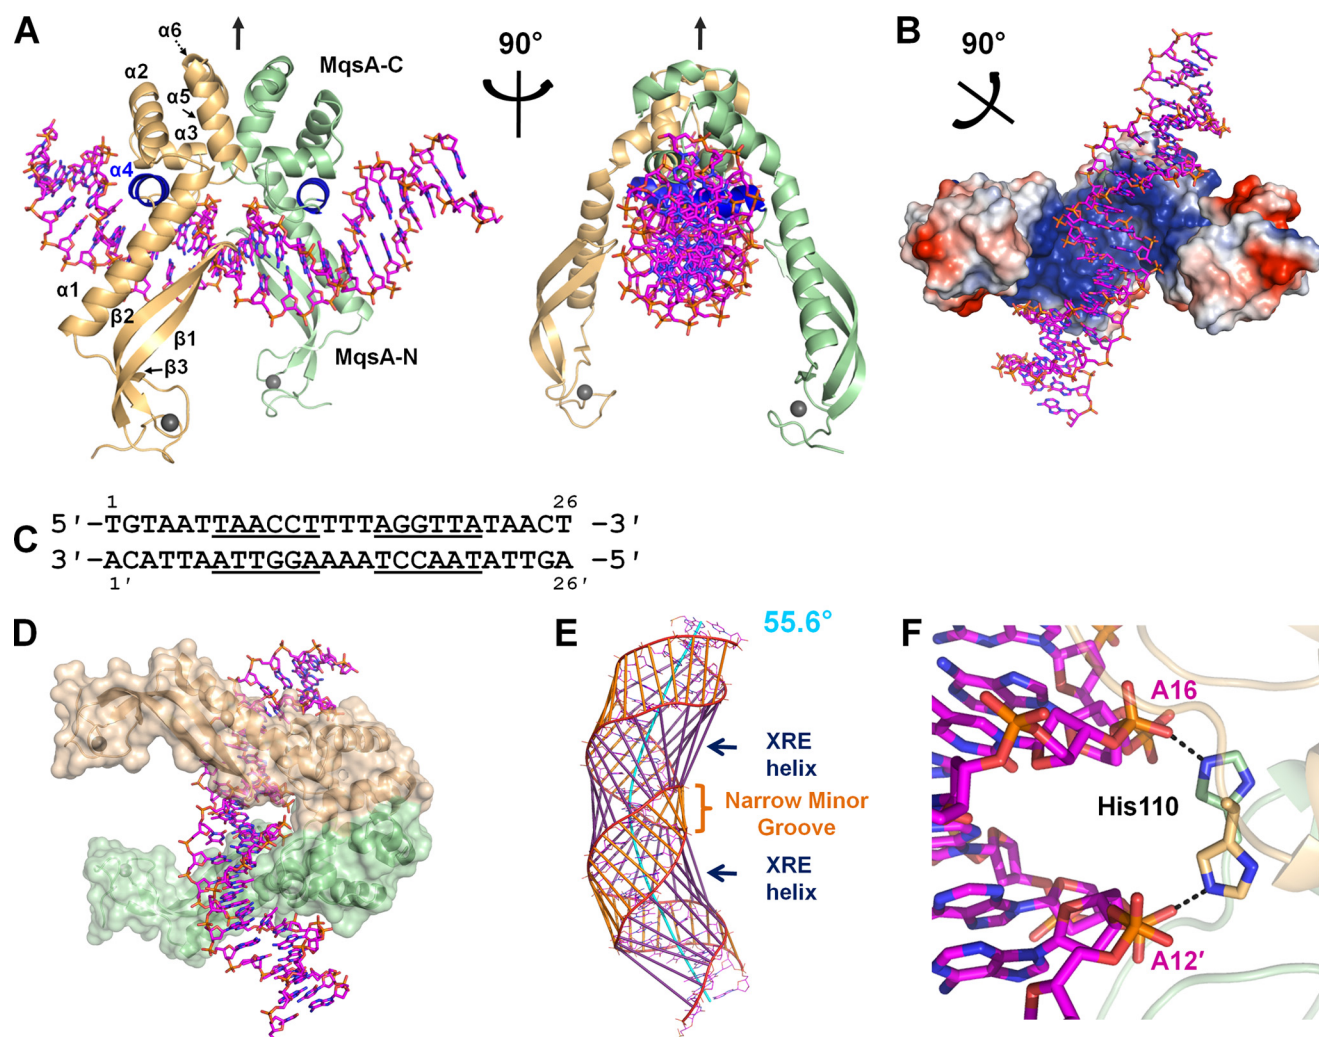 A
α6
α2
α5
α3
α4
α1
β2
β1
β3
MqsA-C
MqsA-N
90°
B
90°
C
1 26
5′-TGTAATTAACCTTTTAGGTTATAACT -3′
3′-ACATTAATTGGAAAATCCAATATTGA -5′
1′ 26′
D
E
55.6°
XRE
helix
Narrow Minor
Groove
XRE
helix
F
A16
His110
A12′